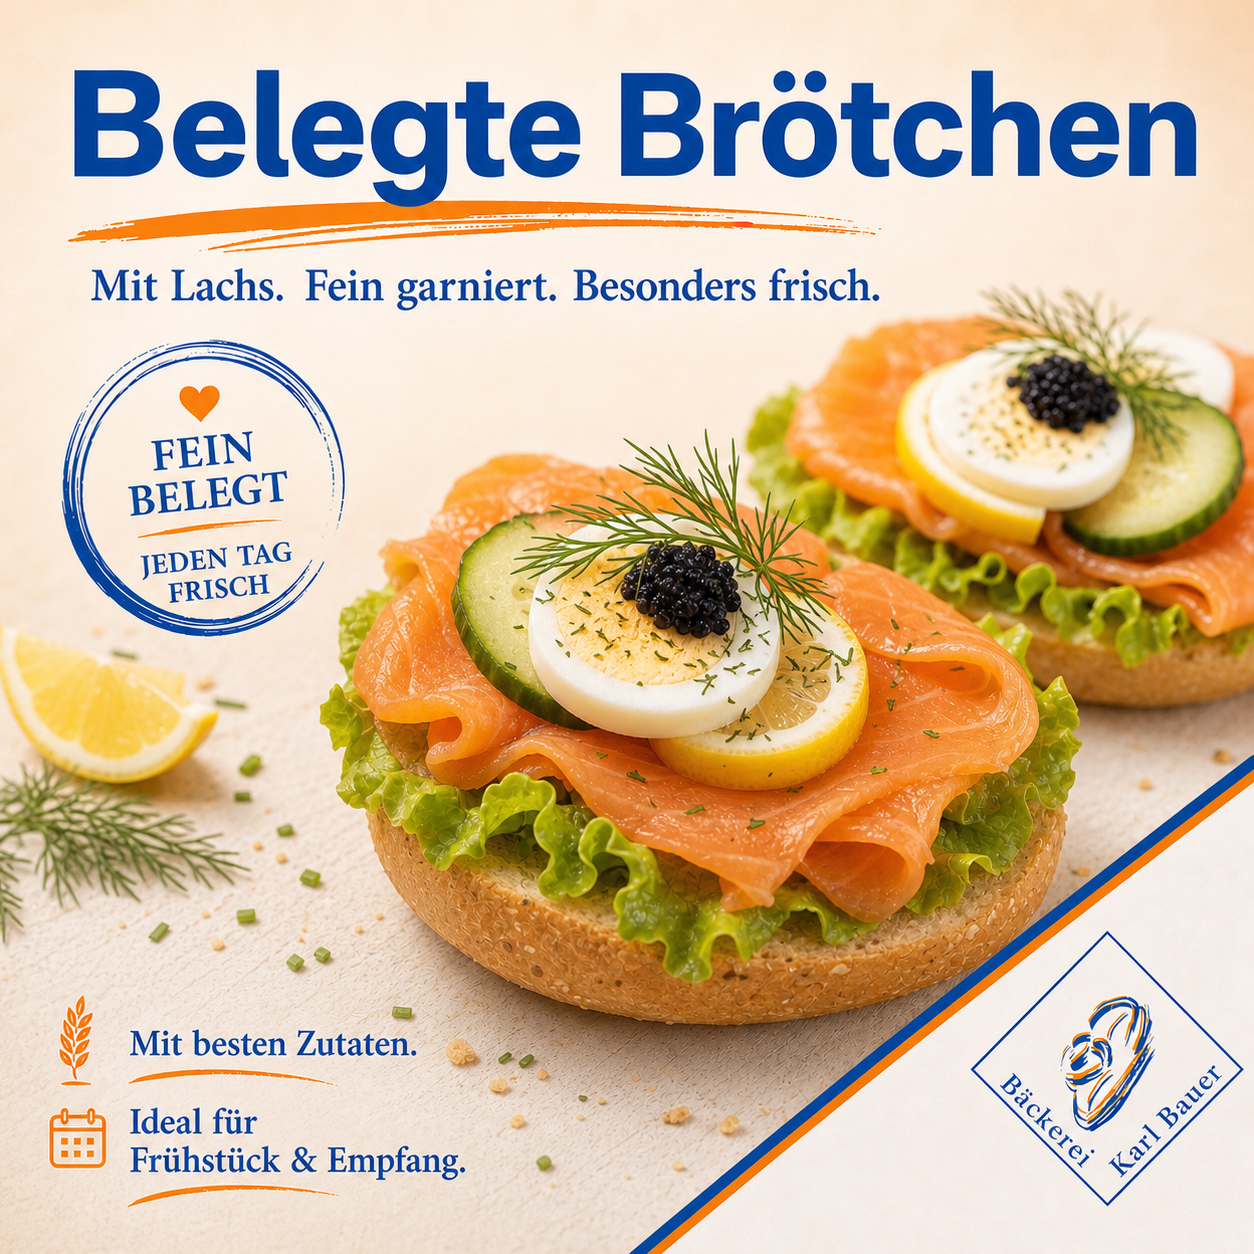 Belegte Brötchen
Mit Lachs. Fein garniert. Besonders frisch.
FEIN
BELEGT
JEDEN TAG
FRISCH
Mit besten Zutaten.
Ideal für
Frühstück & Empfang.
Bäckerei
Karl Bauer